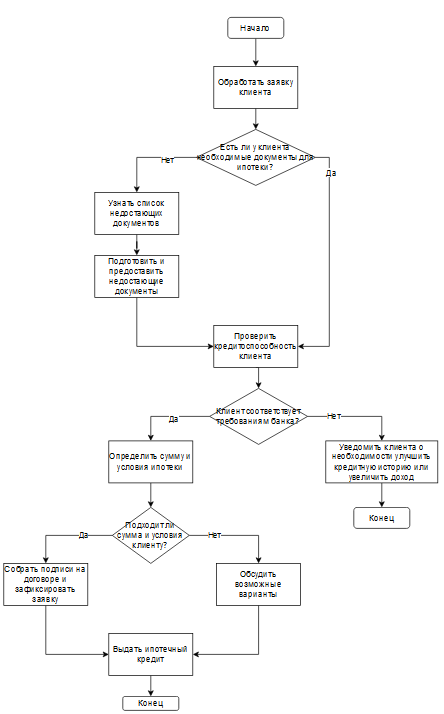 Начало
Обработать заявку
клиента
Есть ли у клиента
необходимые документы для
ипотеки?
Нет
Да
Узнать список
недостающих
документов
Подготовить и
предоставить
недостающие
документы
Проверить
кредитоспособность
клиента
Клиент соответствует
требованиям банка?
Да
Нет
Определить сумму и
условия ипотеки
Уведомить клиента о
необходимости улучшить
кредитную историю или
увеличить доход
Конец
Подходит ли
сумма и условия
клиенту?
Да
Нет
Собрать подписи на
договоре и
зафиксировать
заявку
Обсудить
возможные
варианты
Выдать ипотечный
кредит
Конец